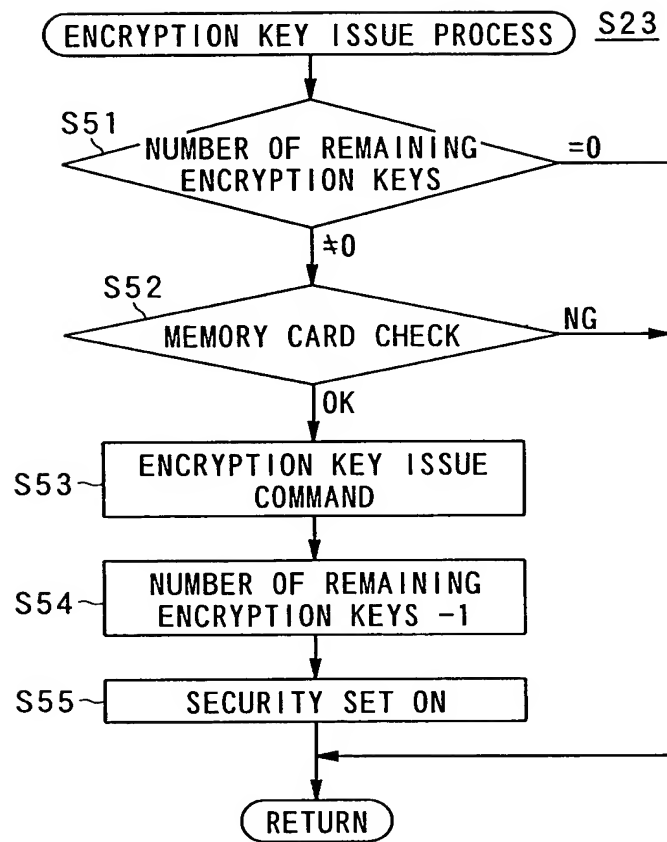 ENCRYPTION KEY ISSUE PROCESS
S23
S51
NUMBER OF REMAINING
ENCRYPTION KEYS
=0
≠0
S52
MEMORY CARD CHECK
NG
OK
S53
ENCRYPTION KEY ISSUE
COMMAND
S54
NUMBER OF REMAINING
ENCRYPTION KEYS -1
S55
SECURITY SET ON
RETURN